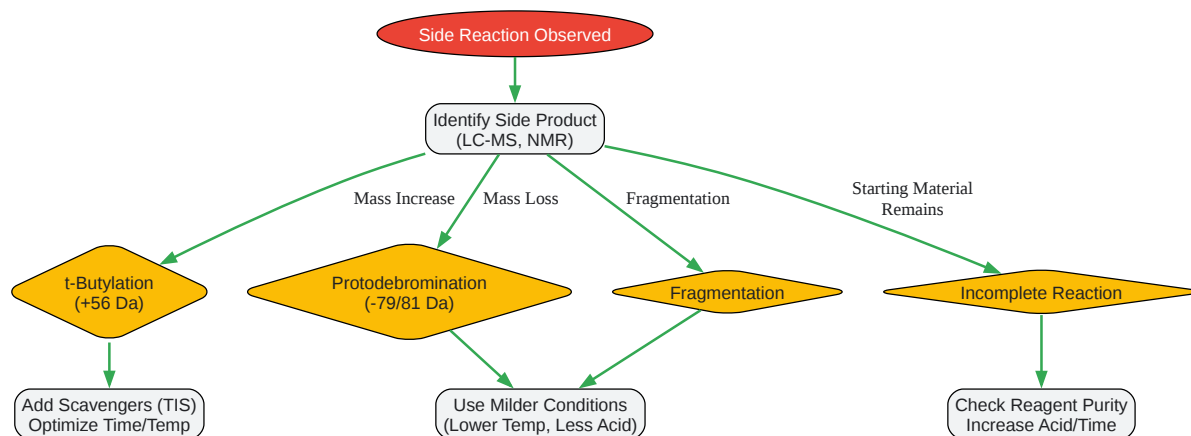 Side Reaction Observed
Identify Side Product
(LC-MS, NMR)
Mass Increase
Mass Loss
Fragmentation
Starting Material
Remains
t-Butylation
(+56 Da)
Protodebromination
(-79/81 Da)
Fragmentation
Incomplete Reaction
Add Scavengers (TIS)
Optimize Time/Temp
Use Milder Conditions
(Lower Temp, Less Acid)
Check Reagent Purity
Increase Acid/Time